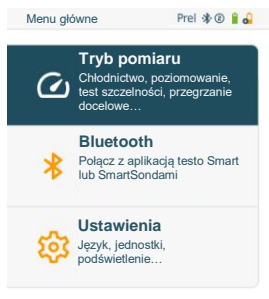 Menu główne
Prel
Tryb pomiaru
Chłodnictwo, poziomowanie,
test szczelności, przegrzanie
docelowe…
Bluetooth
Połącz z aplikacją testo Smart
lub SmartSondami
Ustawienia
Język, jednostki,
podświetlenie…